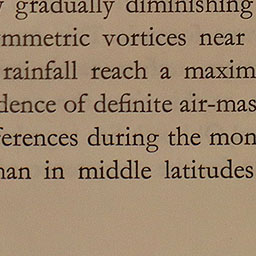 gradually diminishing
mmetric vortices near
rainfall reach a maxim
dence of definite air-mas
ferences during the mon
nan in middle latitudes